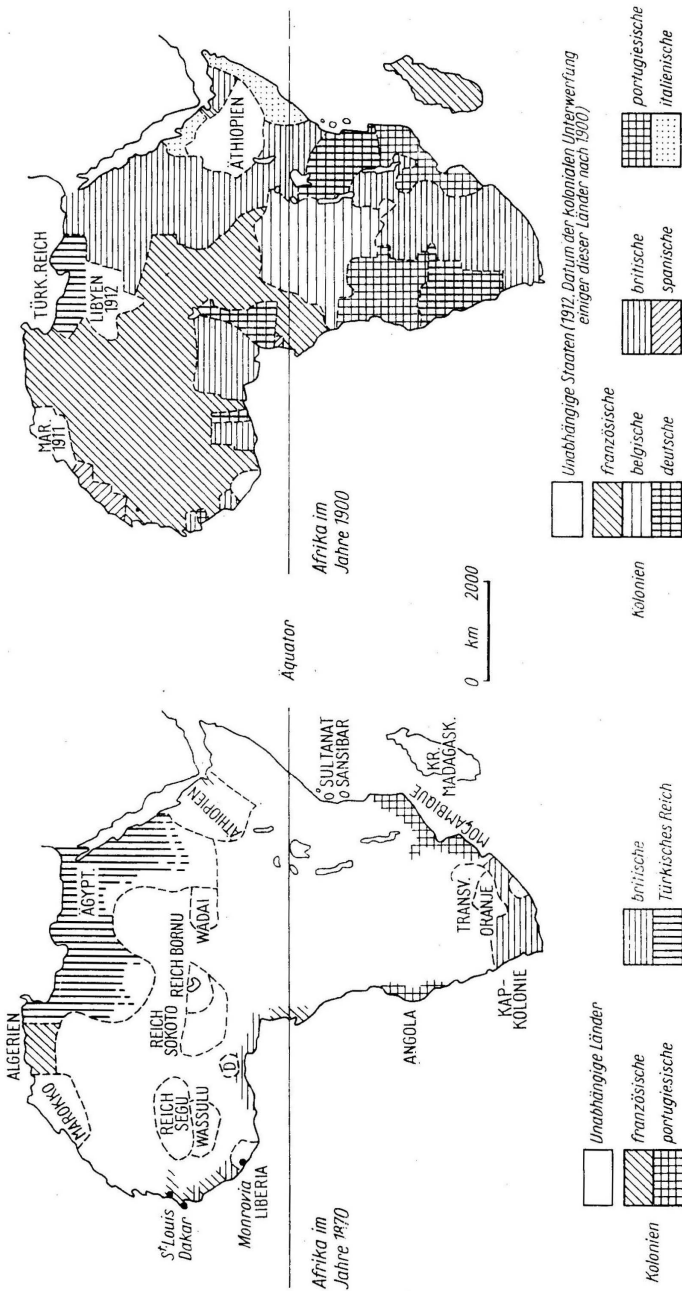 ALGERIEN
MAROKKO
ÄGYPT.
St Louis
Dakar
REICH
SEGU
WASSULU
REICH
SOKOTO
REICH BORNU
WADAI
ÄTHIOPIEN
Monrovia
LIBERIA
D
SULTANAT
SANSIBAR
ANGOLA
KR.
MADAGASK.
MOÇAMBIQUE
TRANSV.
ORANJE
KAP-
KOLONIE
Afrika im
Jahre 1870
Unabhängige Länder
Kolonien
französische
portugiesische
britische
Türkisches Reich
Äquator
0 km 2000
TÜRK. REICH
MAR.
1911
LIBYEN
1912
ÄTHIOPIEN
Afrika im
Jahre 1900
Unabhängige Staaten (1912. Datum der kolonialen Unterwerfung
einiger dieser Länder nach 1900)
Kolonien
französische
belgische
deutsche
britische
spanische
portugiesische
italienische